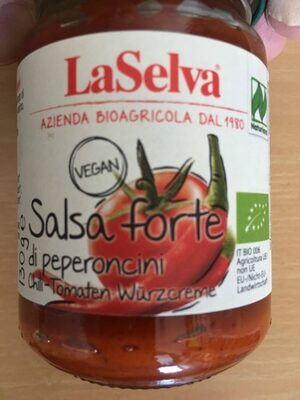 LaSelva®
AZIENDA BIOAGRICOLA DAL 1980
Naturland
VEGAN
Salsa forte
di peperoncini
Chili-Tomaten Würzcreme
IT BIO 006
Agricoltura UE/
non UE
EU-/Nicht-EU-
Landwirtschaft